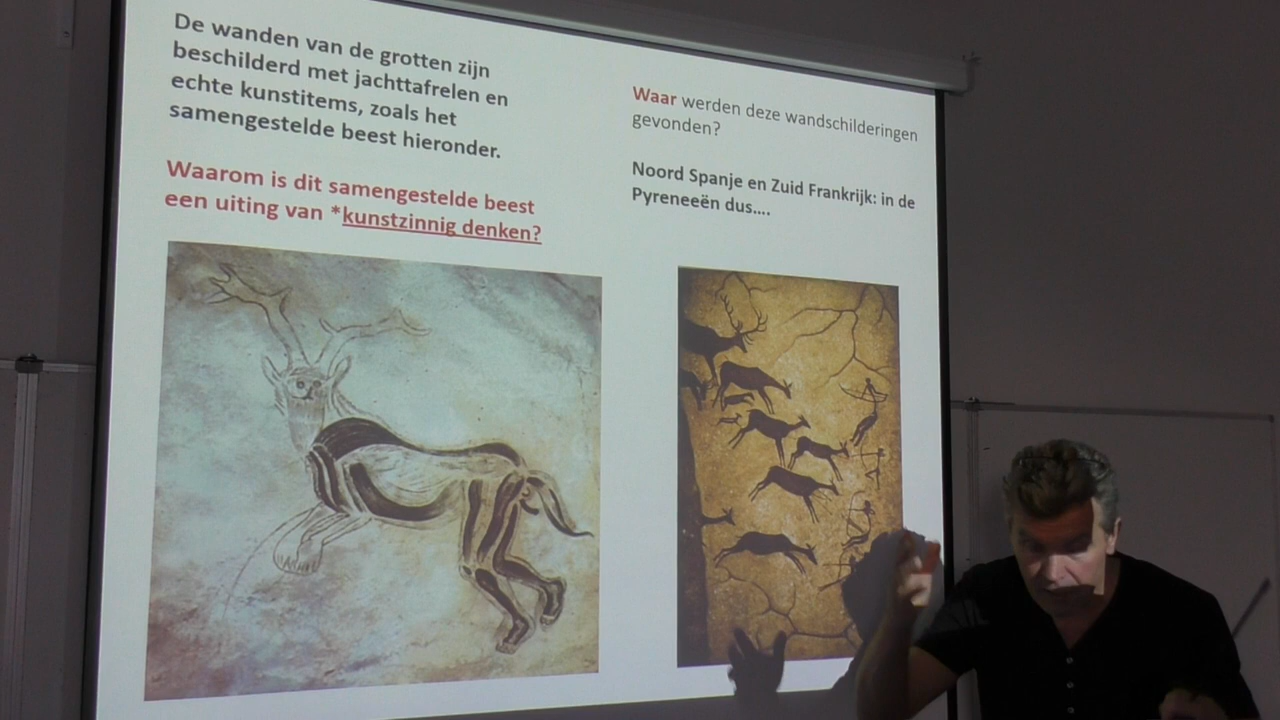 De wanden van de grotten zijn
beschilderd met jachttafrelen en
echte kunstitems, zoals het
samengestelde beest hieronder.
Waarom is dit samengestelde beest
een uiting van *kunstzinnig denken?
Waar werden deze wandschilderingen
gevonden?
Noord Spanje en Zuid Frankrijk: in de
Pyreneeën dus....